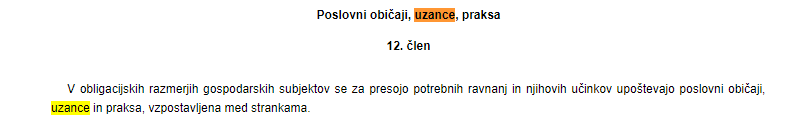 Poslovni običaji, uzance, praksa
12. člen
V obligacijskih razmerjih gospodarskih subjektov se za presojo potrebnih ravnanj in njihovih učinkov upoštevajo poslovni običaji,
uzance in praksa, vzpostavljena med strankama.